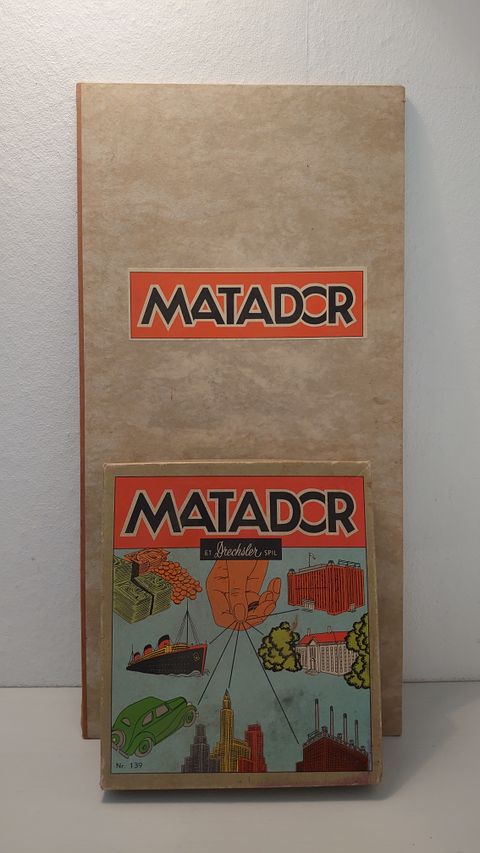 MATADOR
MATADOR
ET Drechsler SPIL
Nr. 139